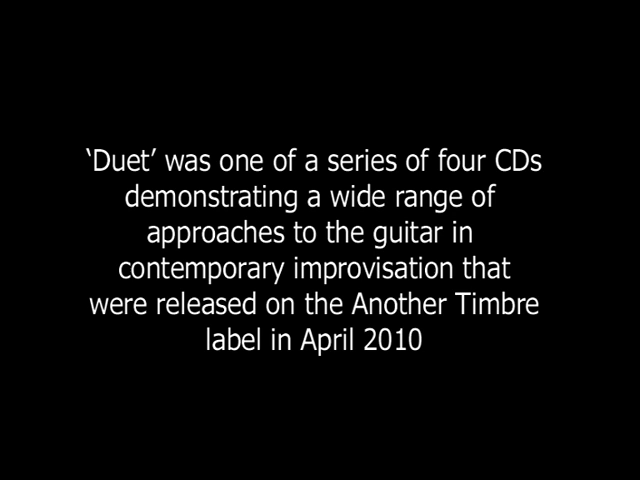 ‘Duet’ was one of a series of four CDs
demonstrating a wide range of
approaches to the guitar in
contemporary improvisation that
were released on the Another Timbre
label in April 2010